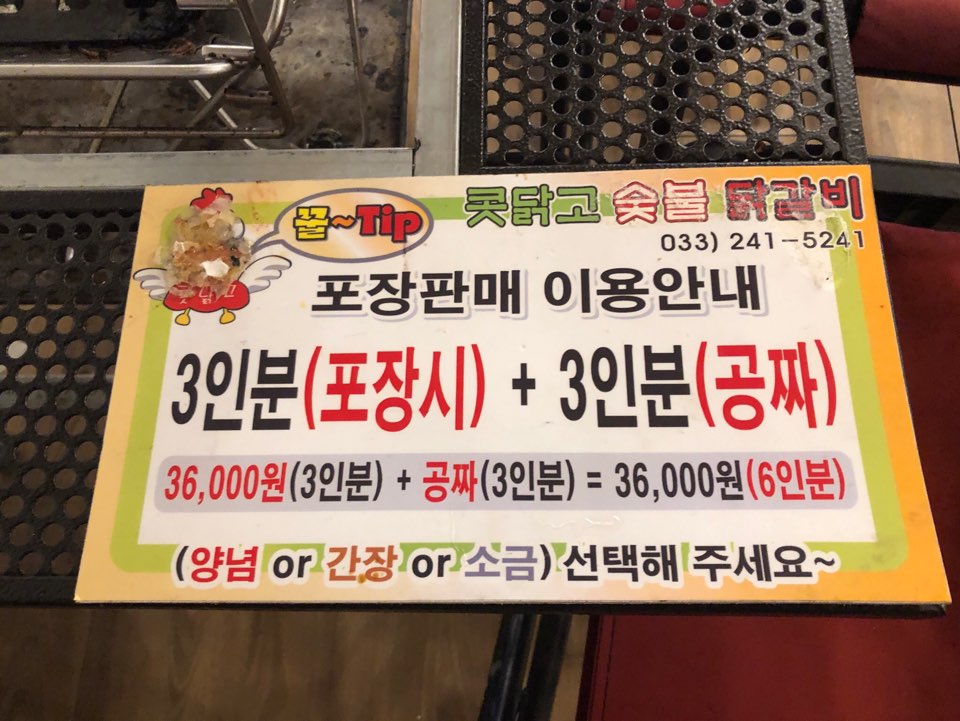 꿀~Tip
콧닭고 숯불 닭갈비
033) 241-5241
포장판매 이용안내
3인분(포장시) + 3인분(공짜)
36,000원(3인분) + 공짜(3인분) = 36,000원(6인분)
(양념 or 간장 or 소금) 선택해 주세요~